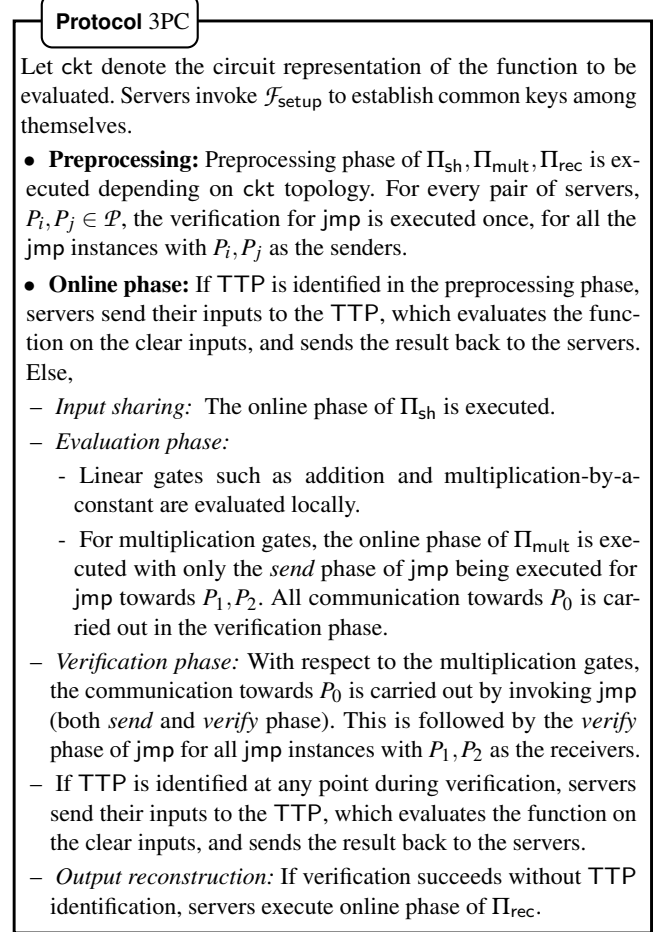 Protocol 3PC
Let ckt denote the circuit representation of the function to be
evaluated. Servers invoke ℱsetup to establish common keys among
themselves.
• Preprocessing: Preprocessing phase of Πsh, Πmult, Πrec is ex-
ecuted depending on ckt topology. For every pair of servers,
Pi, Pj ∈ 𝒫, the verification for jmp is executed once, for all the
jmp instances with Pi, Pj as the senders.
• Online phase: If TTP is identified in the preprocessing phase,
servers send their inputs to the TTP, which evaluates the func-
tion on the clear inputs, and sends the result back to the servers.
Else,
– Input sharing: The online phase of Πsh is executed.
– Evaluation phase:
- Linear gates such as addition and multiplication-by-a-
constant are evaluated locally.
- For multiplication gates, the online phase of Πmult is exe-
cuted with only the send phase of jmp being executed for
jmp towards P1, P2. All communication towards P0 is car-
ried out in the verification phase.
– Verification phase: With respect to the multiplication gates,
the communication towards P0 is carried out by invoking jmp
(both send and verify phase). This is followed by the verify
phase of jmp for all jmp instances with P1, P2 as the receivers.
– If TTP is identified at any point during verification, servers
send their inputs to the TTP, which evaluates the function on
the clear inputs, and sends the result back to the servers.
– Output reconstruction: If verification succeeds without TTP
identification, servers execute online phase of Πrec.